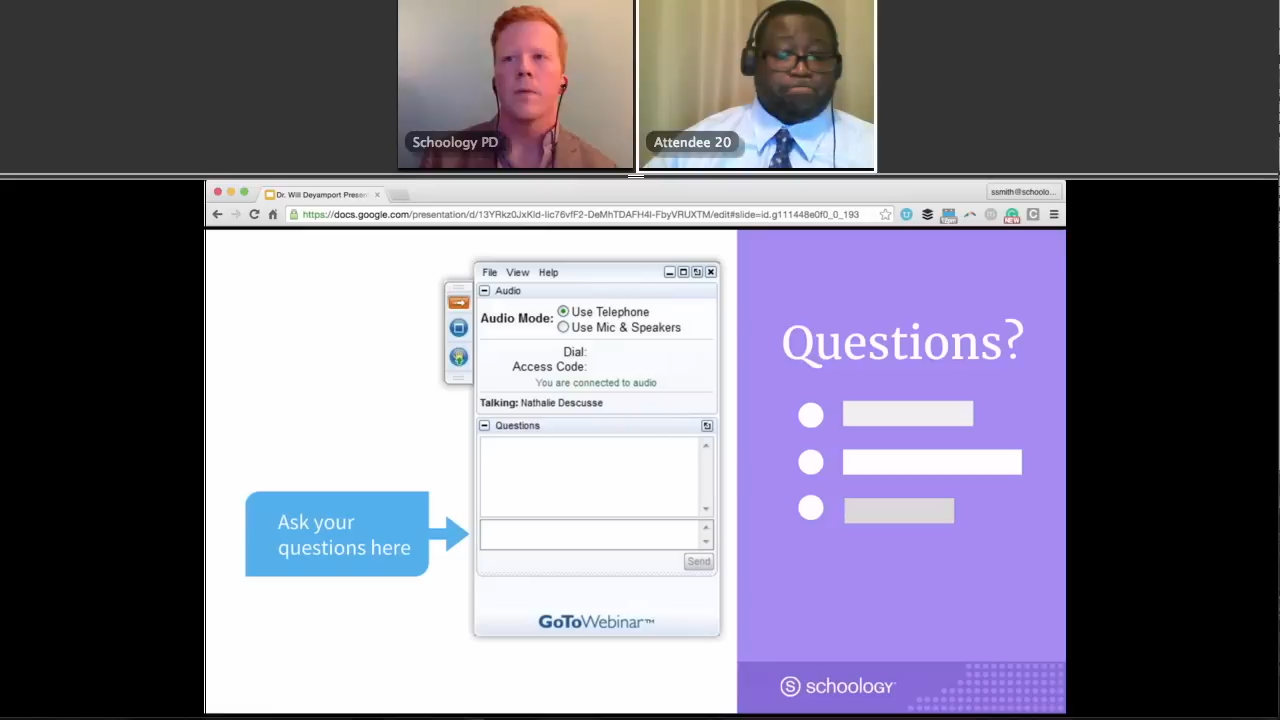 Schoology PD
Attendee 20
Dr. Will Deyamport Presen
ssmith@schoolo...
https://docs.google.com/presentation/d/13YRkz0JxKld-Iic76vfF2-DeMhTDAFH4l-FbyVRUXTM/edit#slide=id.g111448e0f0_0_193
File View Help
Audio
Audio Mode: Use Telephone
Use Mic & Speakers
Dial:
Access Code:
You are connected to audio
Talking: Nathalie Descusse
Questions
Send
GoToWebinar™
Ask your
questions here
Questions?
schoology